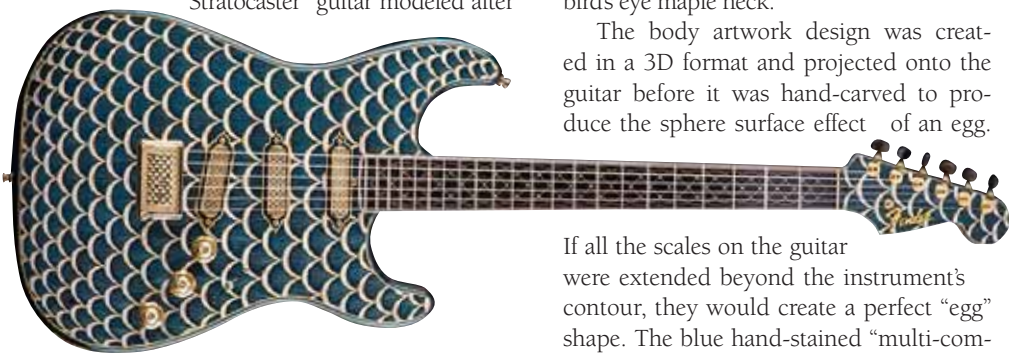 Stratocaster" guitar modeled after
bird's eye maple neck.
The body artwork design was creat-
ed in a 3D format and projected onto the
guitar before it was hand-carved to pro-
duce the sphere surface effect of an egg.
Fender
If all the scales on the guitar
were extended beyond the instrument's
contour, they would create a perfect "egg"
shape. The blue hand-stained "multi-com-